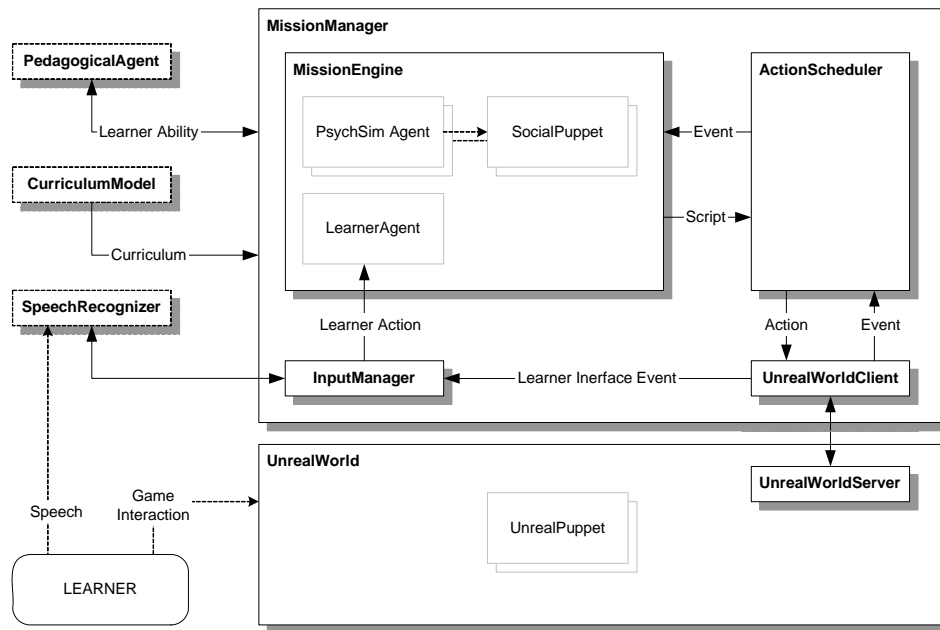 MissionManager
PedagogicalAgent
MissionEngine
ActionScheduler
PsychSim Agent
SocialPuppet
Learner Ability
Event
CurriculumModel
LearnerAgent
Script
Curriculum
SpeechRecognizer
Learner Action
Action
Event
InputManager
Learner Inerface Event
UnrealWorldClient
UnrealWorld
UnrealWorldServer
Game
Interaction
Speech
UnrealPuppet
LEARNER